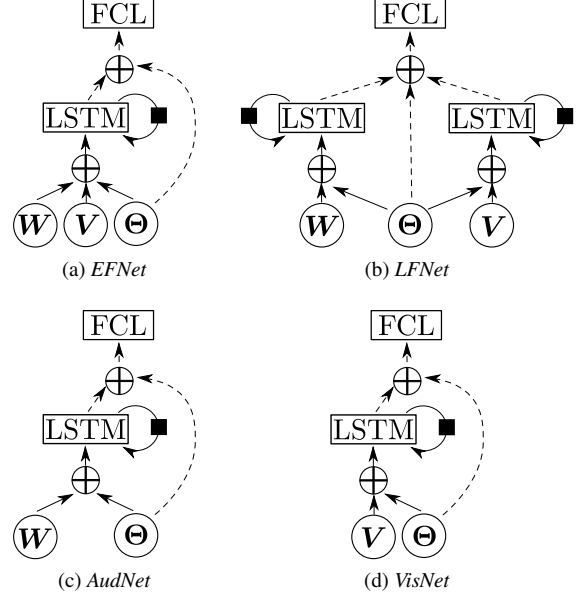 FCL
LSTM
W V Θ
(a) EFNet
FCL
LSTM LSTM
W Θ V
(b) LFNet
FCL
LSTM
W Θ
(c) AudNet
FCL
LSTM
V Θ
(d) VisNet